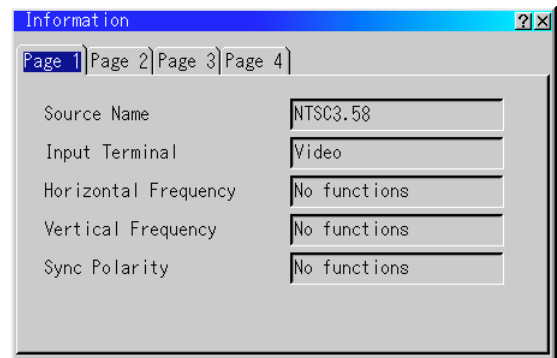 Information ? ×
Page 1 Page 2 Page 3 Page 4
Source Name NTSC3.58
Input Terminal Video
Horizontal Frequency No functions
Vertical Frequency No functions
Sync Polarity No functions